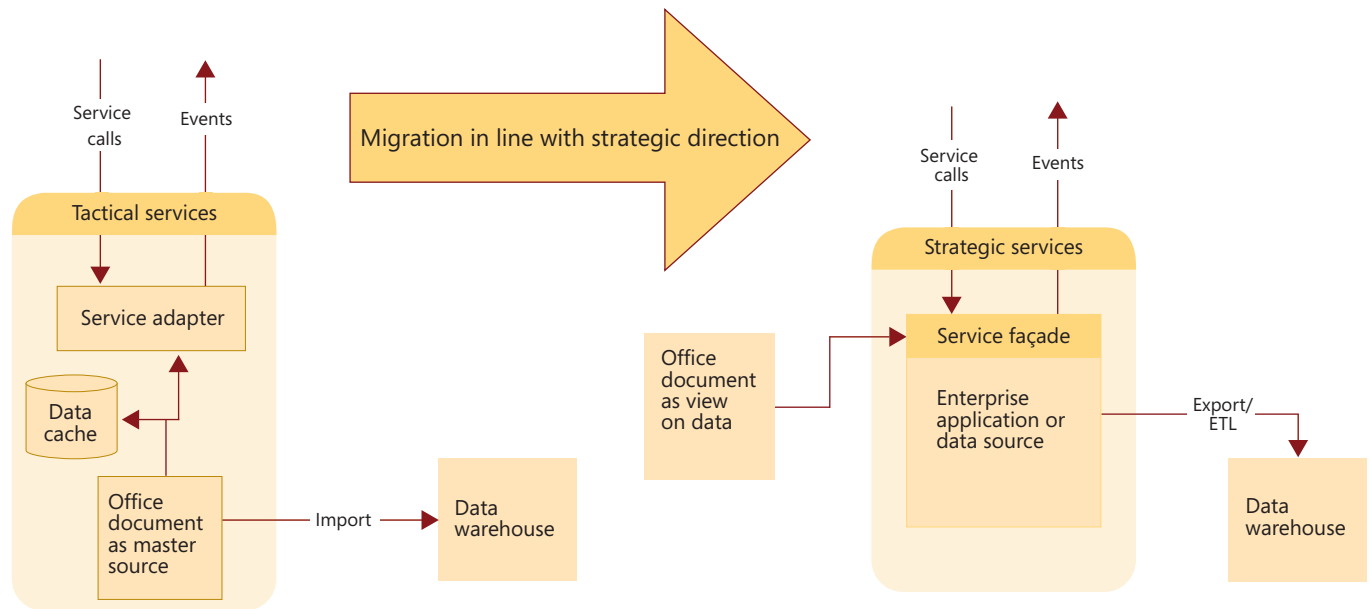 Service
calls
Events
Migration in line with strategic direction
Tactical services
Service adapter
Data
cache
Office
document
as master
source
Import
Data
warehouse
Service
calls
Events
Strategic services
Office
document
as view
on data
Service façade
Enterprise
application or
data source
Export/
ETL
Data
warehouse